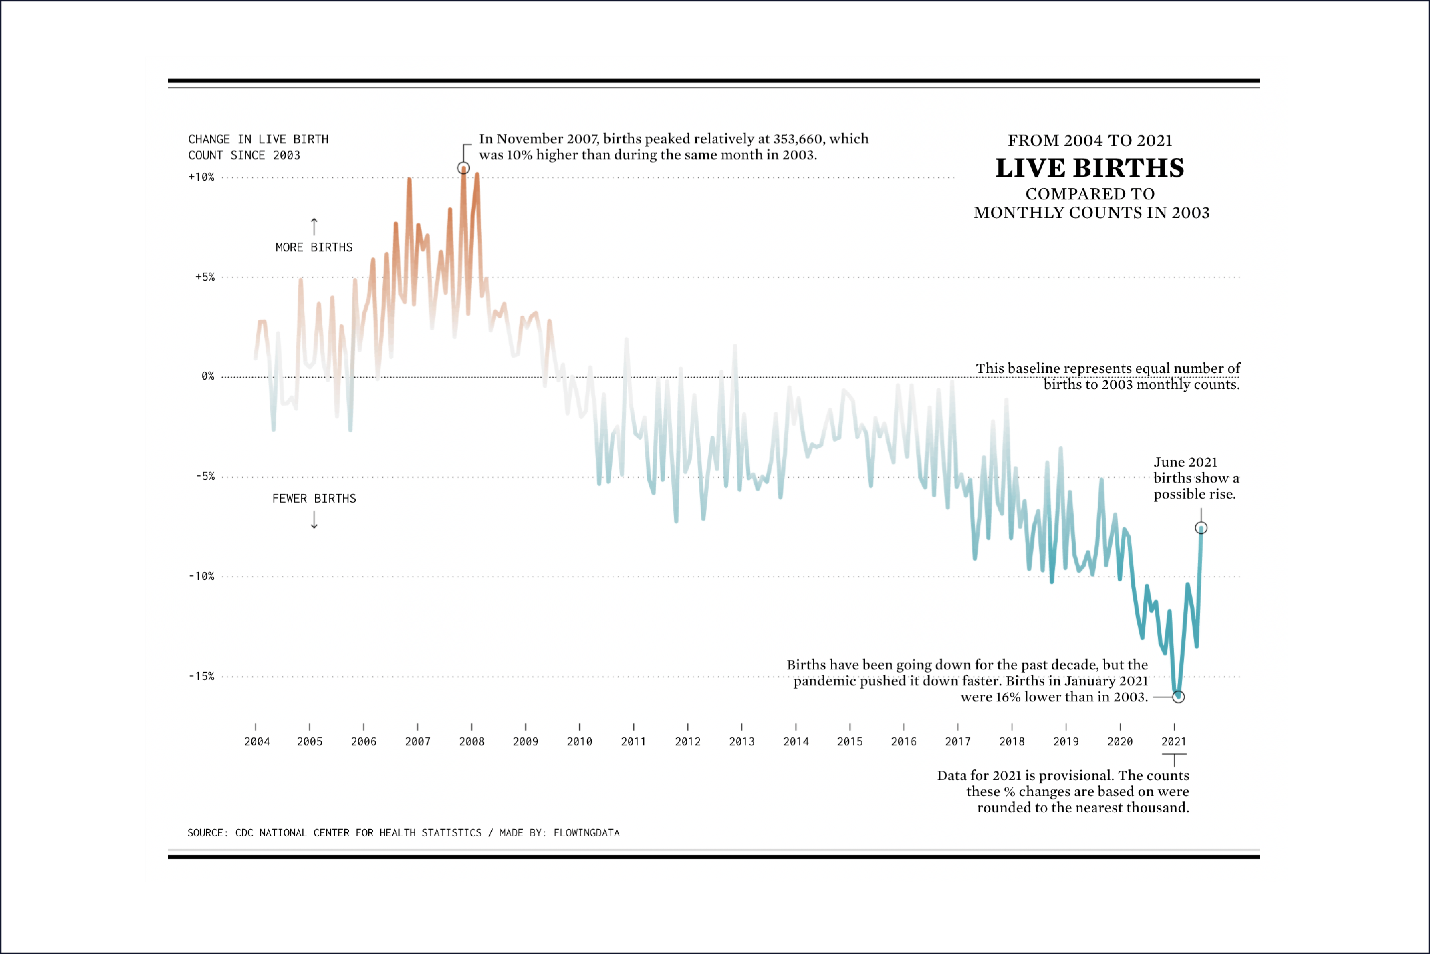 CHANGE IN LIVE BIRTH
COUNT SINCE 2003
In November 2007, births peaked relatively at 353,660, which
was 10% higher than during the same month in 2003.
FROM 2004 TO 2021
LIVE BIRTHS
COMPARED TO
MONTHLY COUNTS IN 2003
+10%
MORE BIRTHS
+5%
This baseline represents equal number of
births to 2003 monthly counts.
0%
June 2021
births show a
possible rise.
-5%
FEWER BIRTHS
-10%
Births have been going down for the past decade, but the
pandemic pushed it down faster. Births in January 2021
were 16% lower than in 2003.
-15%
2004 2005 2006 2007 2008 2009 2010 2011 2012 2013 2014 2015 2016 2017 2018 2019 2020 2021
Data for 2021 is provisional. The counts
these % changes are based on were
rounded to the nearest thousand.
SOURCE: CDC NATIONAL CENTER FOR HEALTH STATISTICS / MADE BY: FLOWINGDATA